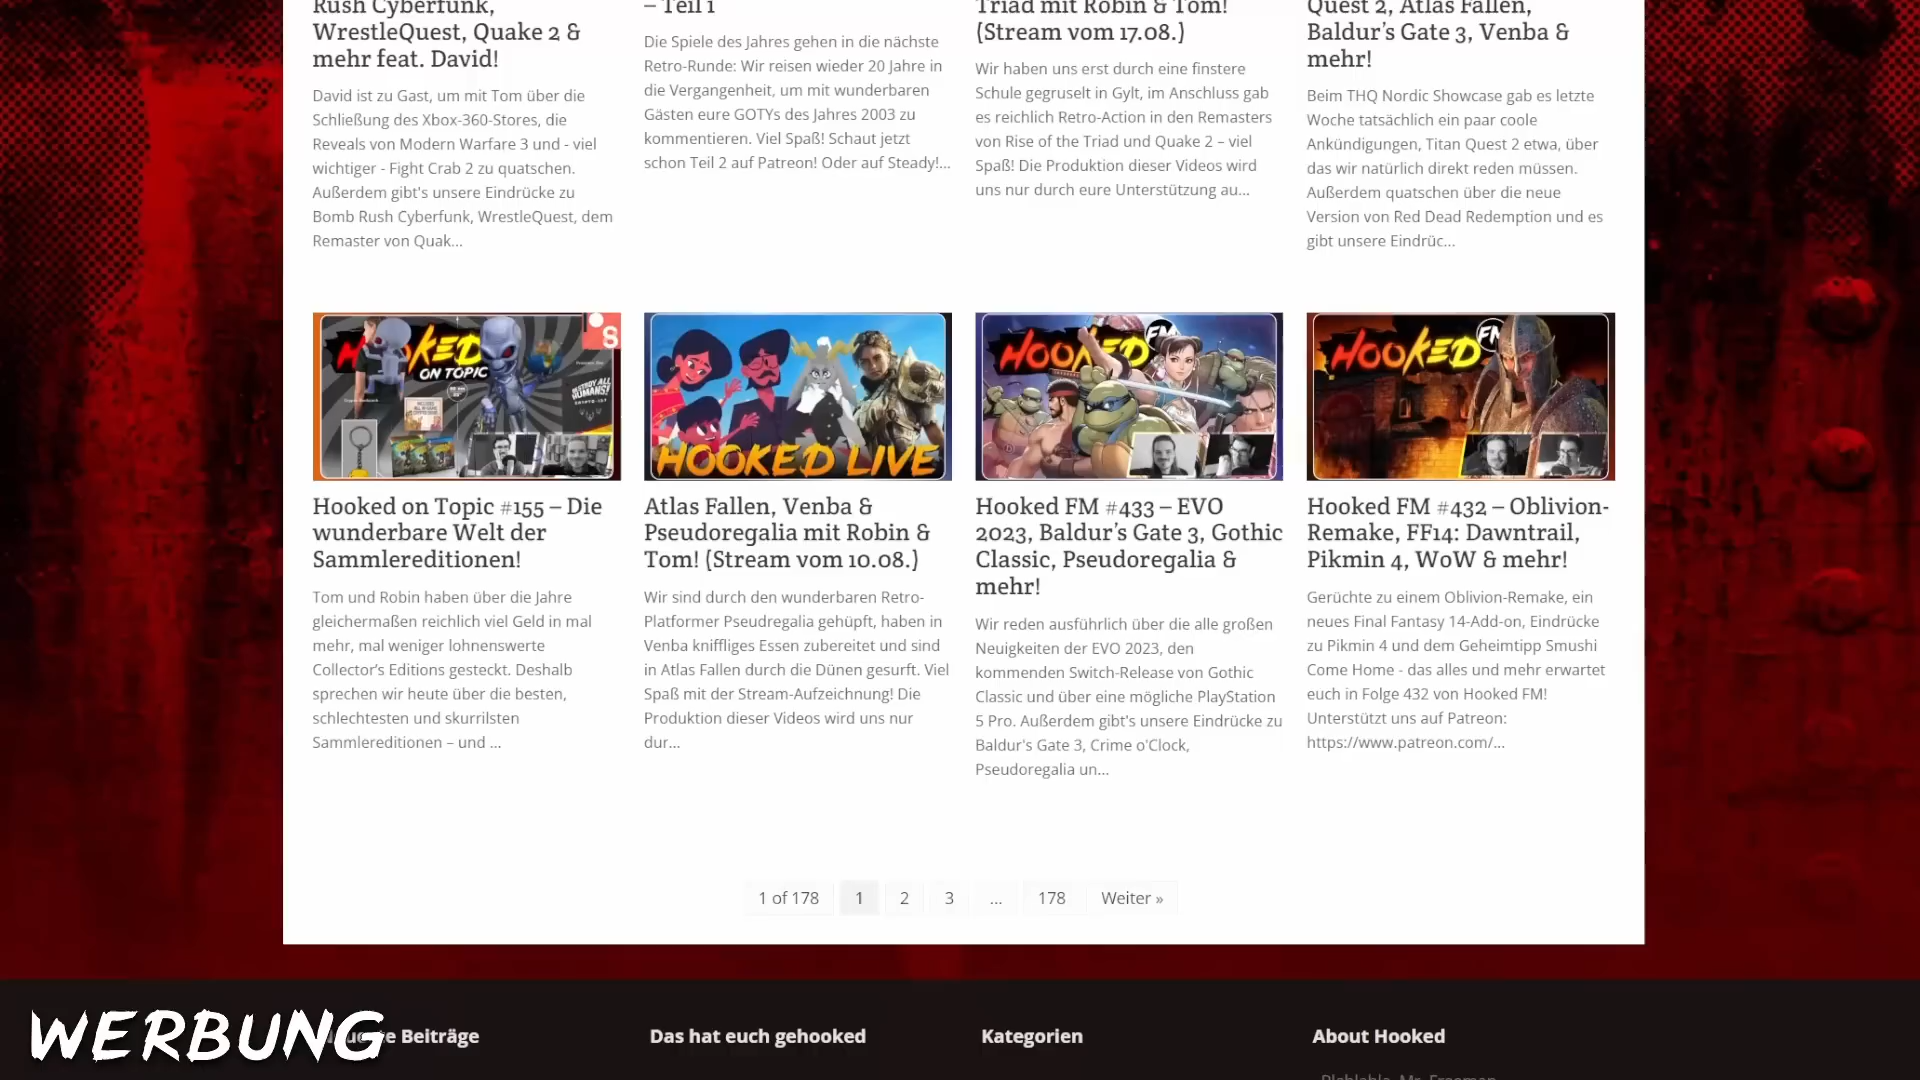 Rush Cyberfunk,
WrestleQuest, Quake 2 &
mehr feat. David!
David ist zu Gast, um mit Tom über die
Schließung des Xbox-360-Stores, die
Reveals von Modern Warfare 3 und - viel
wichtiger - Fight Crab 2 zu quatschen.
Außerdem gibt's unsere Eindrücke zu
Bomb Rush Cyberfunk, WrestleQuest, dem
Remaster von Quak...
– Teil 1
Die Spiele des Jahres gehen in die nächste
Retro-Runde: Wir reisen wieder 20 Jahre in
die Vergangenheit, um mit wunderbaren
Gästen eure GOTYs des Jahres 2003 zu
kommentieren. Viel Spaß! Schaut jetzt
schon Teil 2 auf Patreon! Oder auf Steady!...
Triad mit Robin & Tom!
(Stream vom 17.08.)
Wir haben uns erst durch eine finstere
Schule gegruselt in Gylt, im Anschluss gab
es reichlich Retro-Action in den Remasters
von Rise of the Triad und Quake 2 – viel
Spaß! Die Produktion dieser Videos wird
uns nur durch eure Unterstützung au...
Quest 2, Atlas Fallen,
Baldur’s Gate 3, Venba &
mehr!
Beim THQ Nordic Showcase gab es letzte
Woche tatsächlich ein paar coole
Ankündigungen, Titan Quest 2 etwa, über
das wir natürlich direkt reden müssen.
Außerdem quatschen über die neue
Version von Red Dead Redemption und es
gibt unsere Eindrüc...
HOOKED
ON TOPIC
DESTROY ALL
HUMANS!
Hooked on Topic #155 – Die
wunderbare Welt der
Sammlereditionen!
Tom und Robin haben über die Jahre
gleichermaßen reichlich viel Geld in mal
mehr, mal weniger lohnenswerte
Collector’s Editions gesteckt. Deshalb
sprechen wir heute über die besten,
schlechtesten und skurrilsten
Sammlereditionen – und ...
HOOKED LIVE
Atlas Fallen, Venba &
Pseudoregalia mit Robin &
Tom! (Stream vom 10.08.)
Wir sind durch den wunderbaren Retro-
Platformer Pseudregalia gehüpft, haben in
Venba kniffliges Essen zubereitet und sind
in Atlas Fallen durch die Dünen gesurft. Viel
Spaß mit der Stream-Aufzeichnung! Die
Produktion dieser Videos wird uns nur
dur...
HOOKED FM
Hooked FM #433 – EVO
2023, Baldur’s Gate 3, Gothic
Classic, Pseudoregalia &
mehr!
Wir reden ausführlich über die alle großen
Neuigkeiten der EVO 2023, den
kommenden Switch-Release von Gothic
Classic und über eine mögliche PlayStation
5 Pro. Außerdem gibt's unsere Eindrücke zu
Baldur's Gate 3, Crime o'Clock,
Pseudoregalia un...
HOOKED FM
Hooked FM #432 – Oblivion-
Remake, FF14: Dawntrail,
Pikmin 4, WoW & mehr!
Gerüchte zu einem Oblivion-Remake, ein
neues Final Fantasy 14-Add-on, Eindrücke
zu Pikmin 4 und dem Geheimtipp Smushi
Come Home - das alles und mehr erwartet
euch in Folge 432 von Hooked FM!
Unterstützt uns auf Patreon:
https://www.patreon.com/...
1 of 178 1 2 3 ... 178 Weiter »
WERBUNG
Beiträge
Das hat euch gehooked
Kategorien
About Hooked